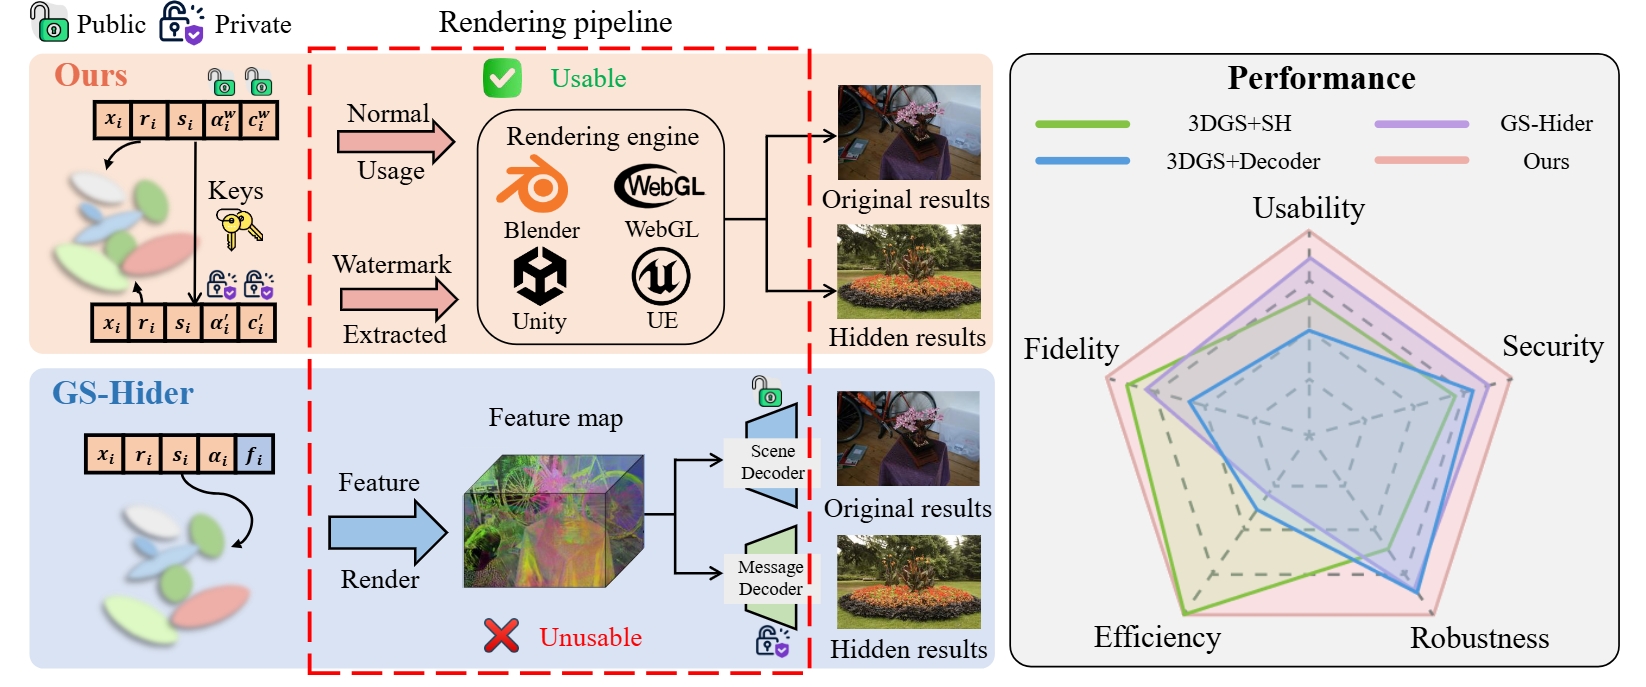 Public Private
Rendering pipeline
Ours
Usable
x_i r_i s_i α_i^w c_i^w
Normal
Usage
Keys
Rendering engine
Blender
WebGL
WebGL
Unity
UE
Watermark
Extracted
x_i r_i s_i α_i' c_i'
Original results
Hidden results
GS-Hider
x_i r_i s_i α_i f_i
Feature
Render
Feature map
Scene
Decoder
Message
Decoder
Unusable
Original results
Hidden results
Performance
3DGS+SH
GS-Hider
3DGS+Decoder
Ours
Usability
Fidelity
Security
Efficiency
Robustness